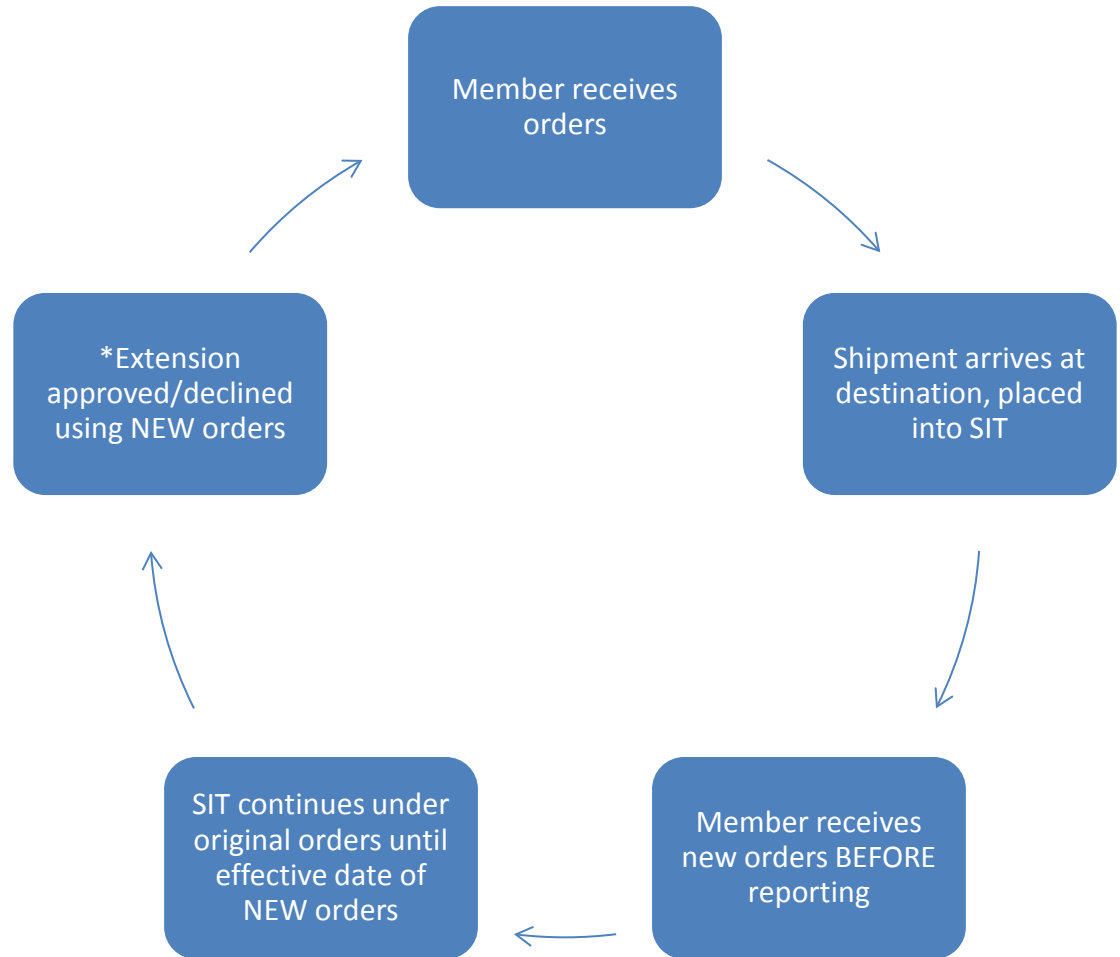 Member receives
orders
Shipment arrives at
destination, placed
into SIT
Member receives
new orders BEFORE
reporting
SIT continues under
original orders until
effective date of
NEW orders
*Extension
approved/declined
using NEW orders